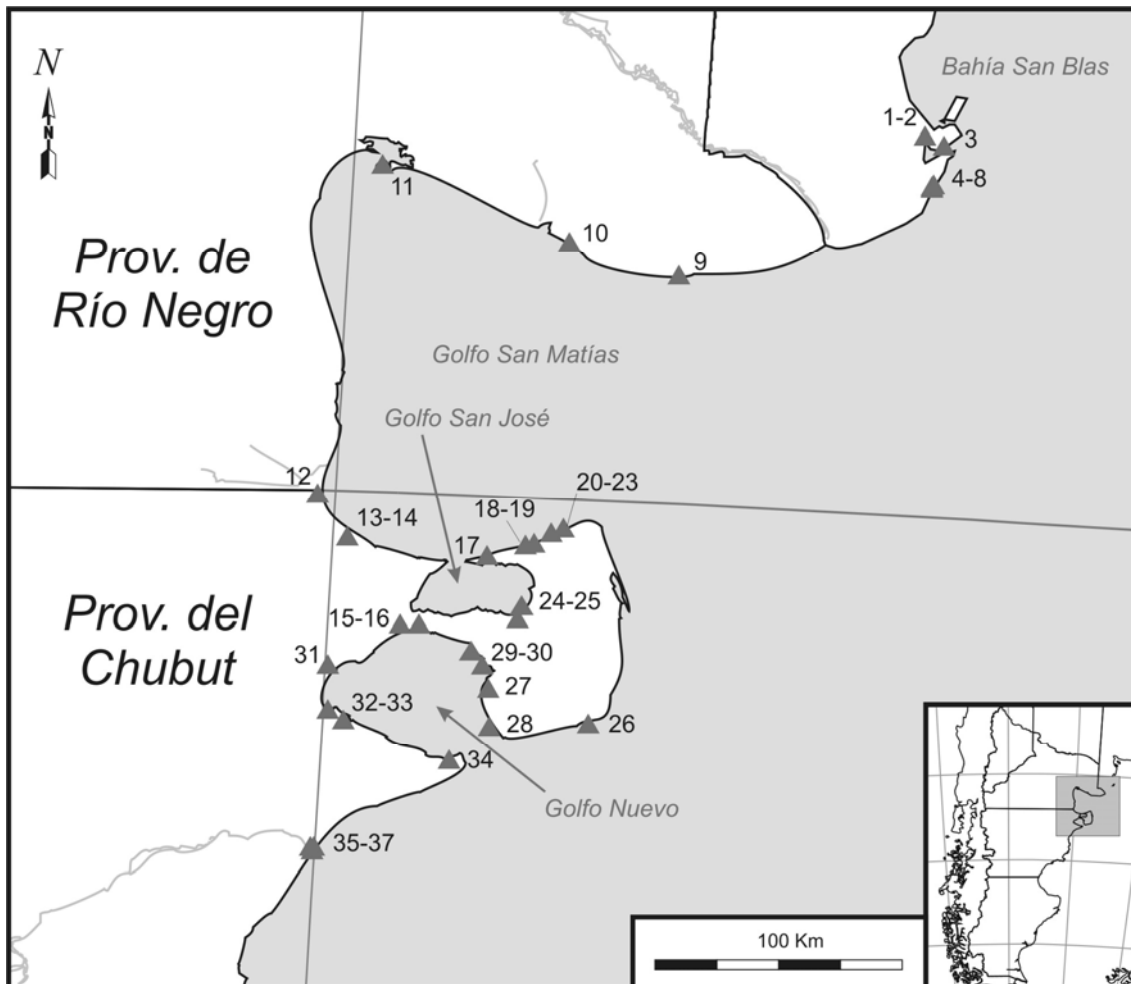 Bahía San Blas
N
N
1-2
3
4-8
11
10
9
Prov. de
Río Negro
Golfo San Matías
Golfo San José
12
20-23
18-19
13-14
17
24-25
15-16
Prov. del
Chubut
29-30
31
27
32-33
28
26
34
Golfo Nuevo
35-37
100 Km